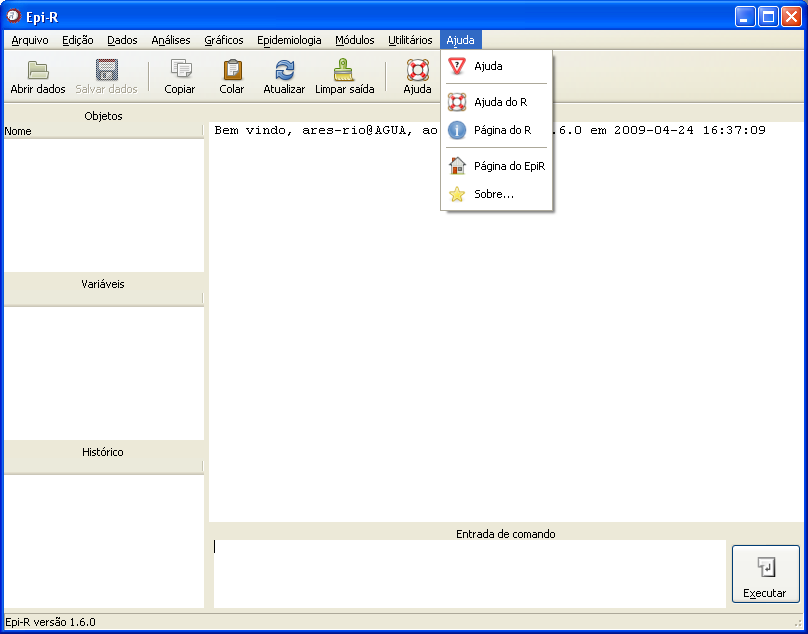 Epi-R
Arquivo Edição Dados Análises Gráficos Epidemiologia Módulos Utilitários Ajuda
Abrir dados Salvar dados Copiar Colar Atualizar Limpar saída Ajuda
Ajuda
Ajuda do R
Página do R
Página do EpiR
Sobre...
Objetos
Nome
Bem vindo, ares-rio@AGUA, ao .6.0 em 2009-04-24 16:37:09
Variáveis
Histórico
Entrada de comando
Executar
Epi-R versão 1.6.0